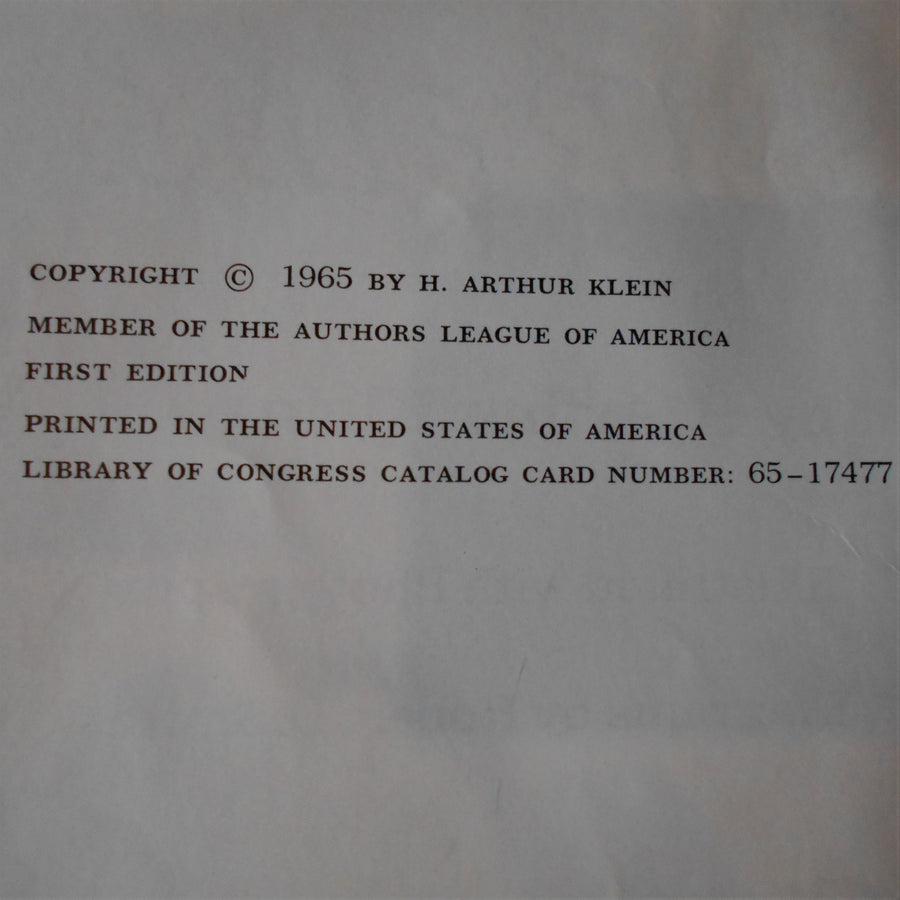 COPYRIGHT © 1965 BY H. ARTHUR KLEIN
MEMBER OF THE AUTHORS LEAGUE OF AMERICA
FIRST EDITION
PRINTED IN THE UNITED STATES OF AMERICA
LIBRARY OF CONGRESS CATALOG CARD NUMBER: 65–17477